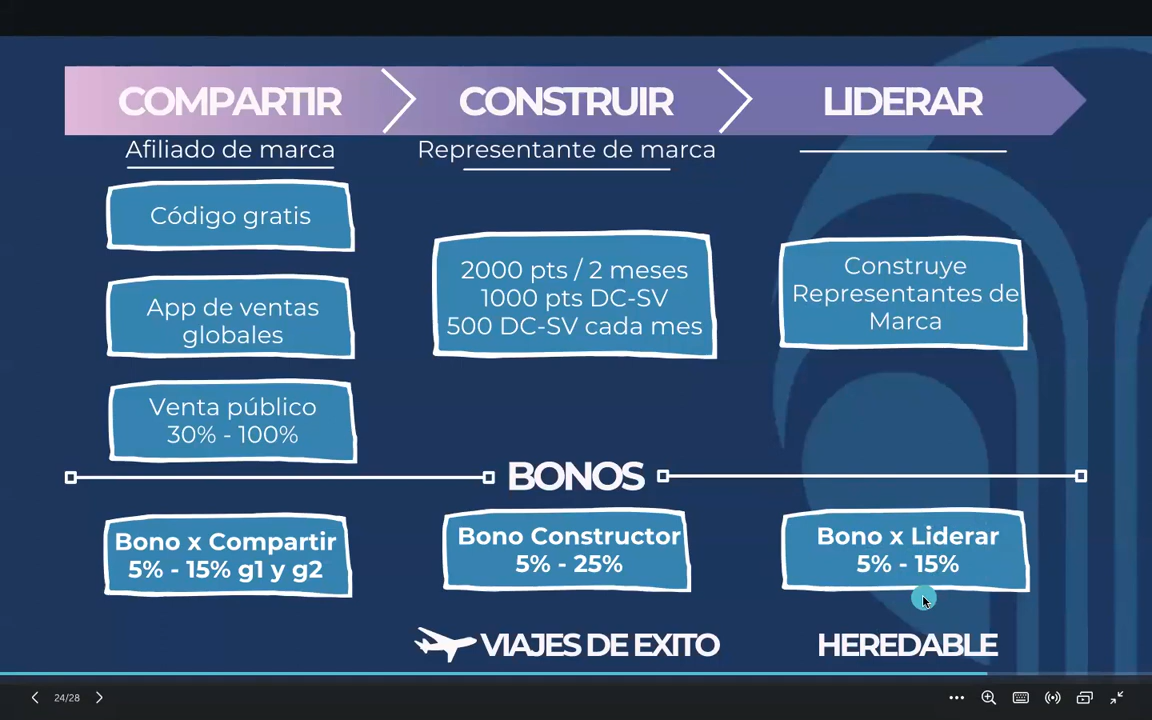 COMPARTIR
CONSTRUIR
LIDERAR
Afiliado de marca
Representante de marca
Código gratis
App de ventas
globales
Venta público
30% - 100%
2000 pts / 2 meses
1000 pts DC-SV
500 DC-SV cada mes
Construye
Representantes de
Marca
BONOS
Bono x Compartir
5% - 15% g1 y g2
Bono Constructor
5% - 25%
Bono x Liderar
5% - 15%
VIAJES DE EXITO
HEREDABLE
24/28